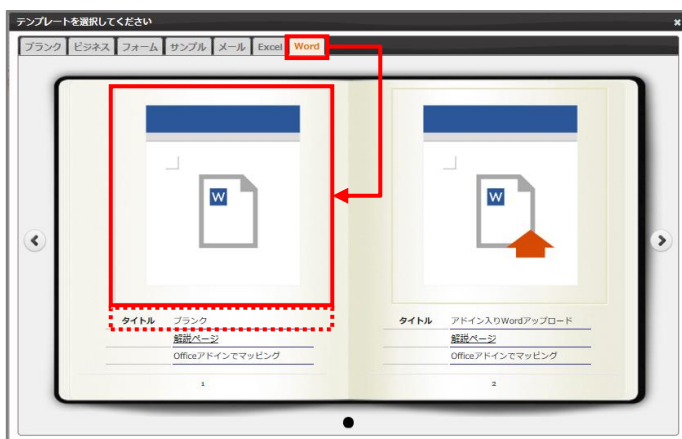 テンプレートを選択してください ×
ブランク ビジネス フォーム サンプル メール Excel Word
W
W
タイトル ブランク
解説ページ
Officeアドインでマッピング
1
タイトル アドイン入りWordアップロード
解説ページ
Officeアドインでマッピング
2